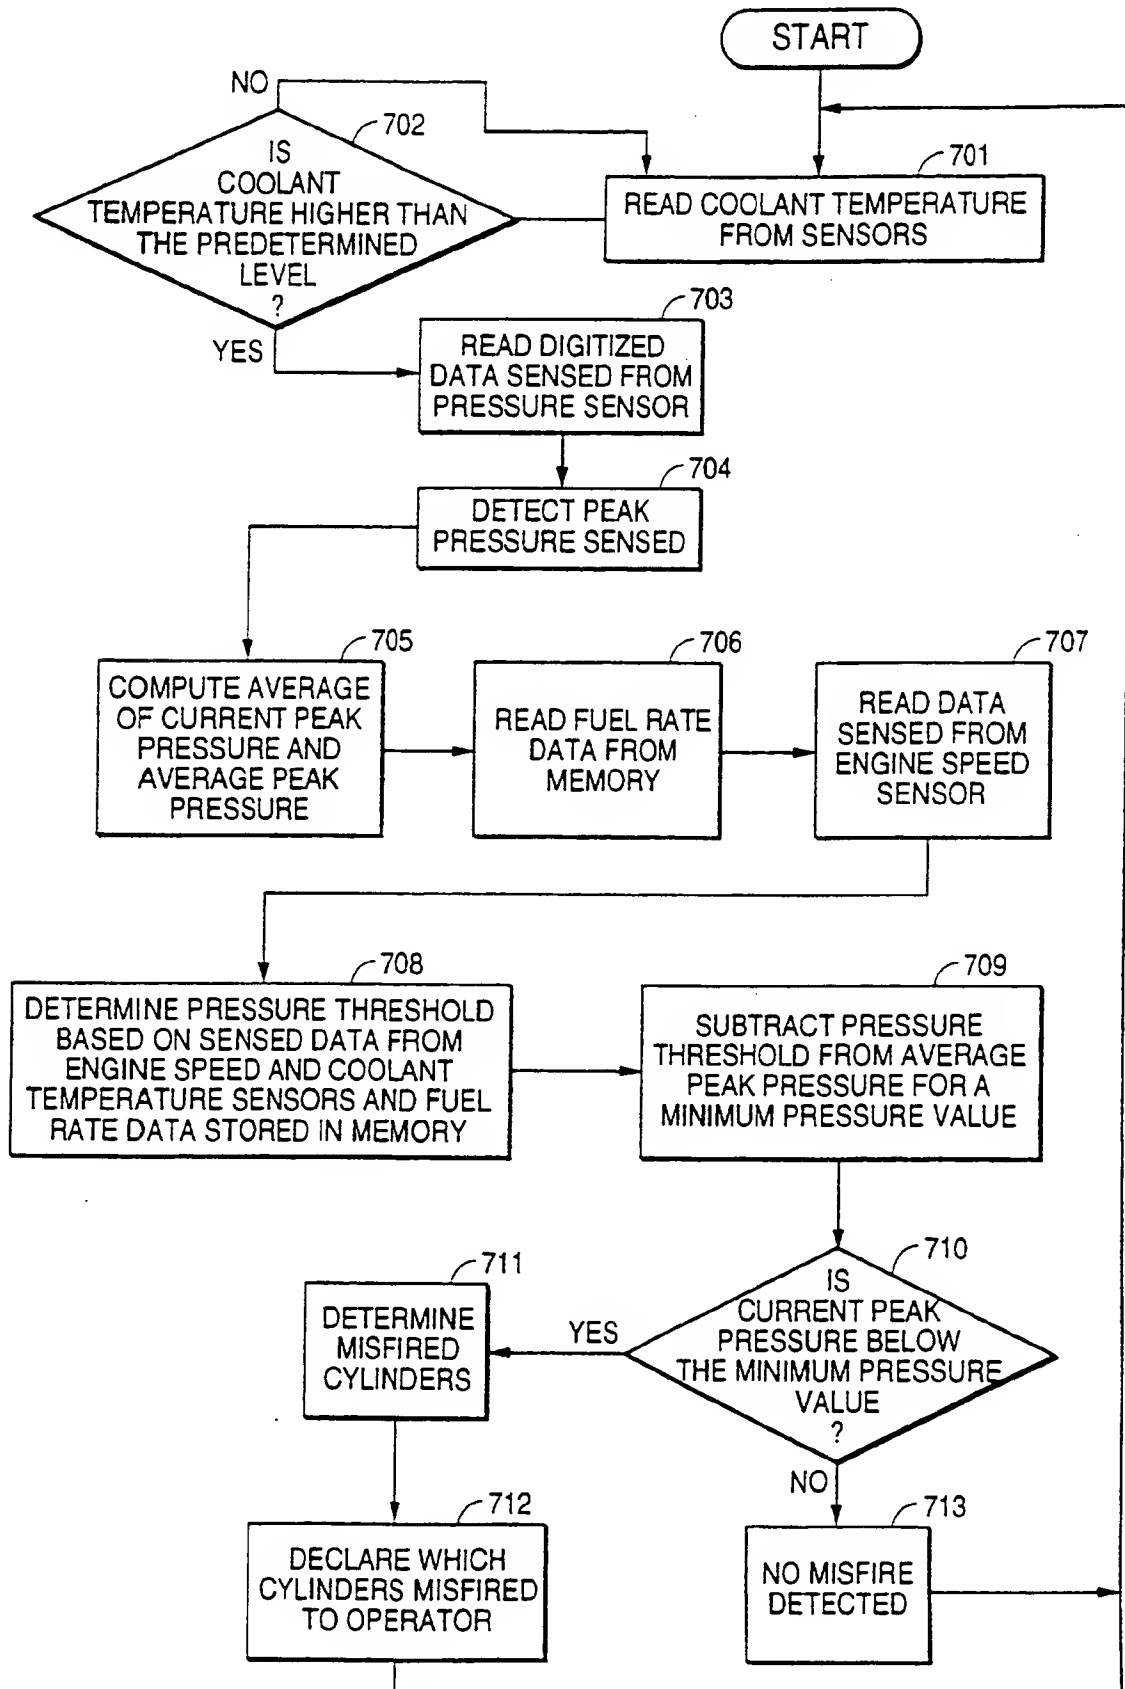 START
NO
702
IS
COOLANT
TEMPERATURE HIGHER THAN
THE PREDETERMINED
LEVEL
?
701
READ COOLANT TEMPERATURE
FROM SENSORS
YES
703
READ DIGITIZED
DATA SENSED FROM
PRESSURE SENSOR
704
DETECT PEAK
PRESSURE SENSED
705
COMPUTE AVERAGE
OF CURRENT PEAK
PRESSURE AND
AVERAGE PEAK
PRESSURE
706
READ FUEL RATE
DATA FROM
MEMORY
707
READ DATA
SENSED FROM
ENGINE SPEED
SENSOR
708
DETERMINE PRESSURE THRESHOLD
BASED ON SENSED DATA FROM
ENGINE SPEED AND COOLANT
TEMPERATURE SENSORS AND FUEL
RATE DATA STORED IN MEMORY
709
SUBTRACT PRESSURE
THRESHOLD FROM AVERAGE
PEAK PRESSURE FOR A
MINIMUM PRESSURE VALUE
710
IS
CURRENT PEAK
PRESSURE BELOW
THE MINIMUM PRESSURE
VALUE
?
YES
711
DETERMINE
MISFIRED
CYLINDERS
NO
712
DECLARE WHICH
CYLINDERS MISFIRED
TO OPERATOR
713
NO MISFIRE
DETECTED